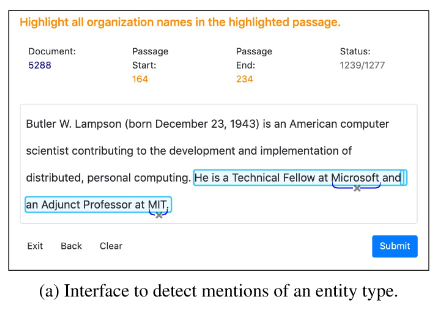 Highlight all organization names in the highlighted passage.
Document: Passage Passage Status:
5288 Start: End: 1239/1277
164 234
Butler W. Lampson (born December 23, 1943) is an American computer
scientist contributing to the development and implementation of
distributed, personal computing. He is a Technical Fellow at Microsoft and
an Adjunct Professor at MIT.
Exit Back Clear Submit
(a) Interface to detect mentions of an entity type.